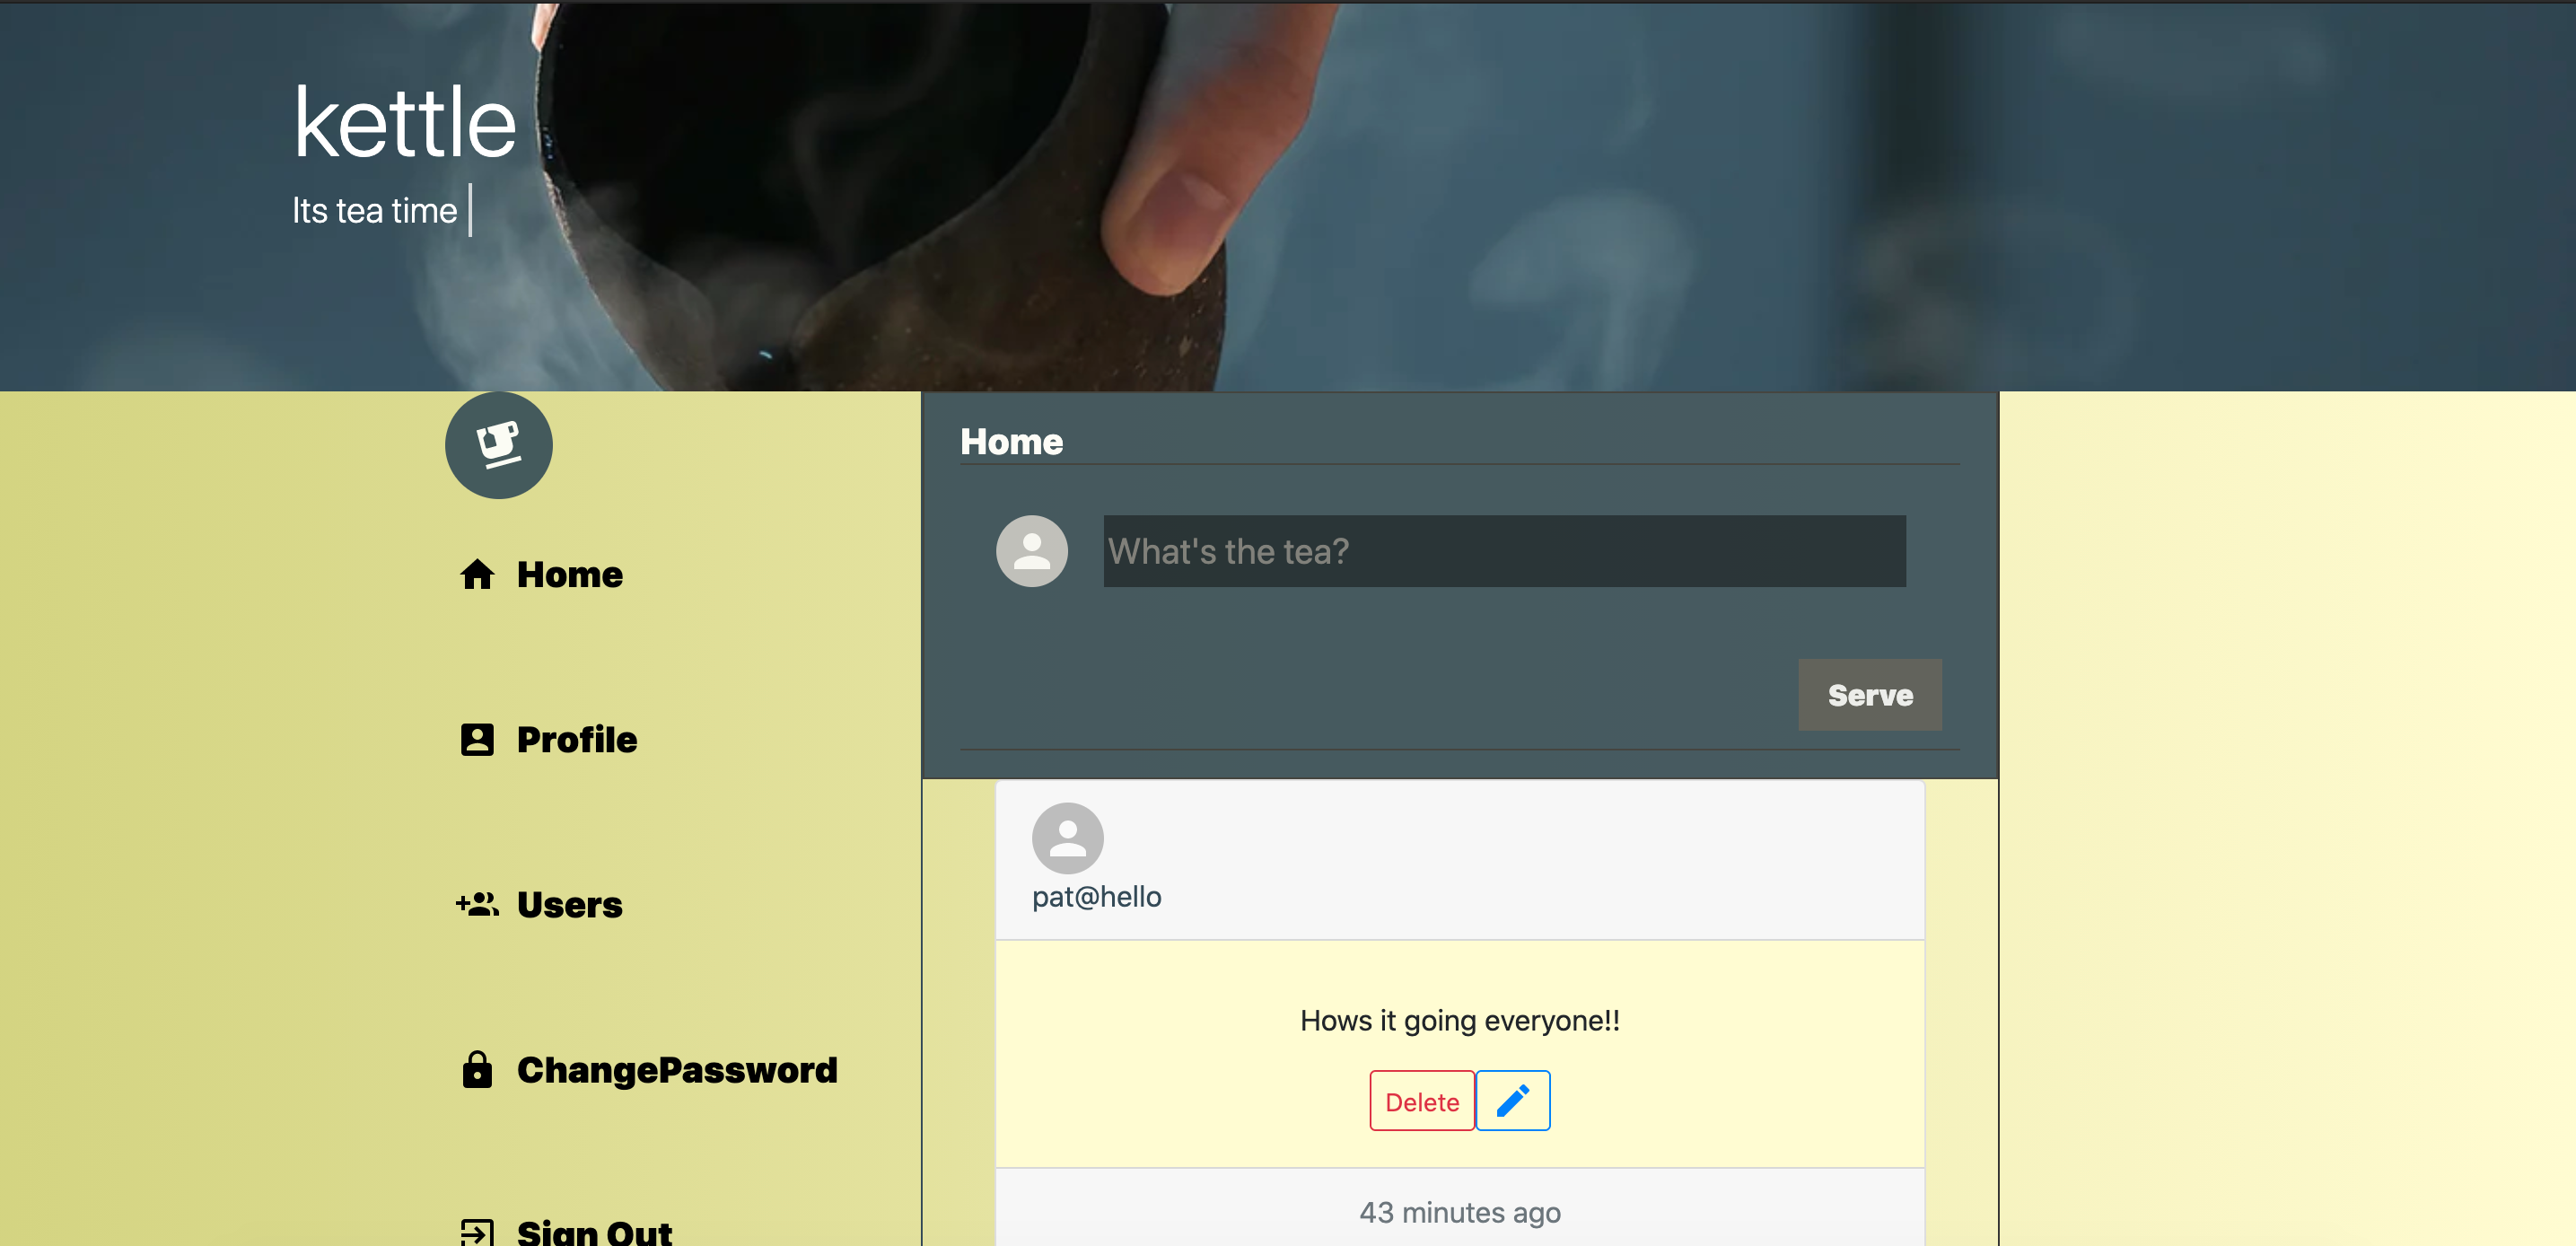 kettle
Its tea time
Home
What's the tea?
Serve
Home
Profile
Users
ChangePassword
Sign Out
pat@hello
Hows it going everyone!!
Delete
43 minutes ago